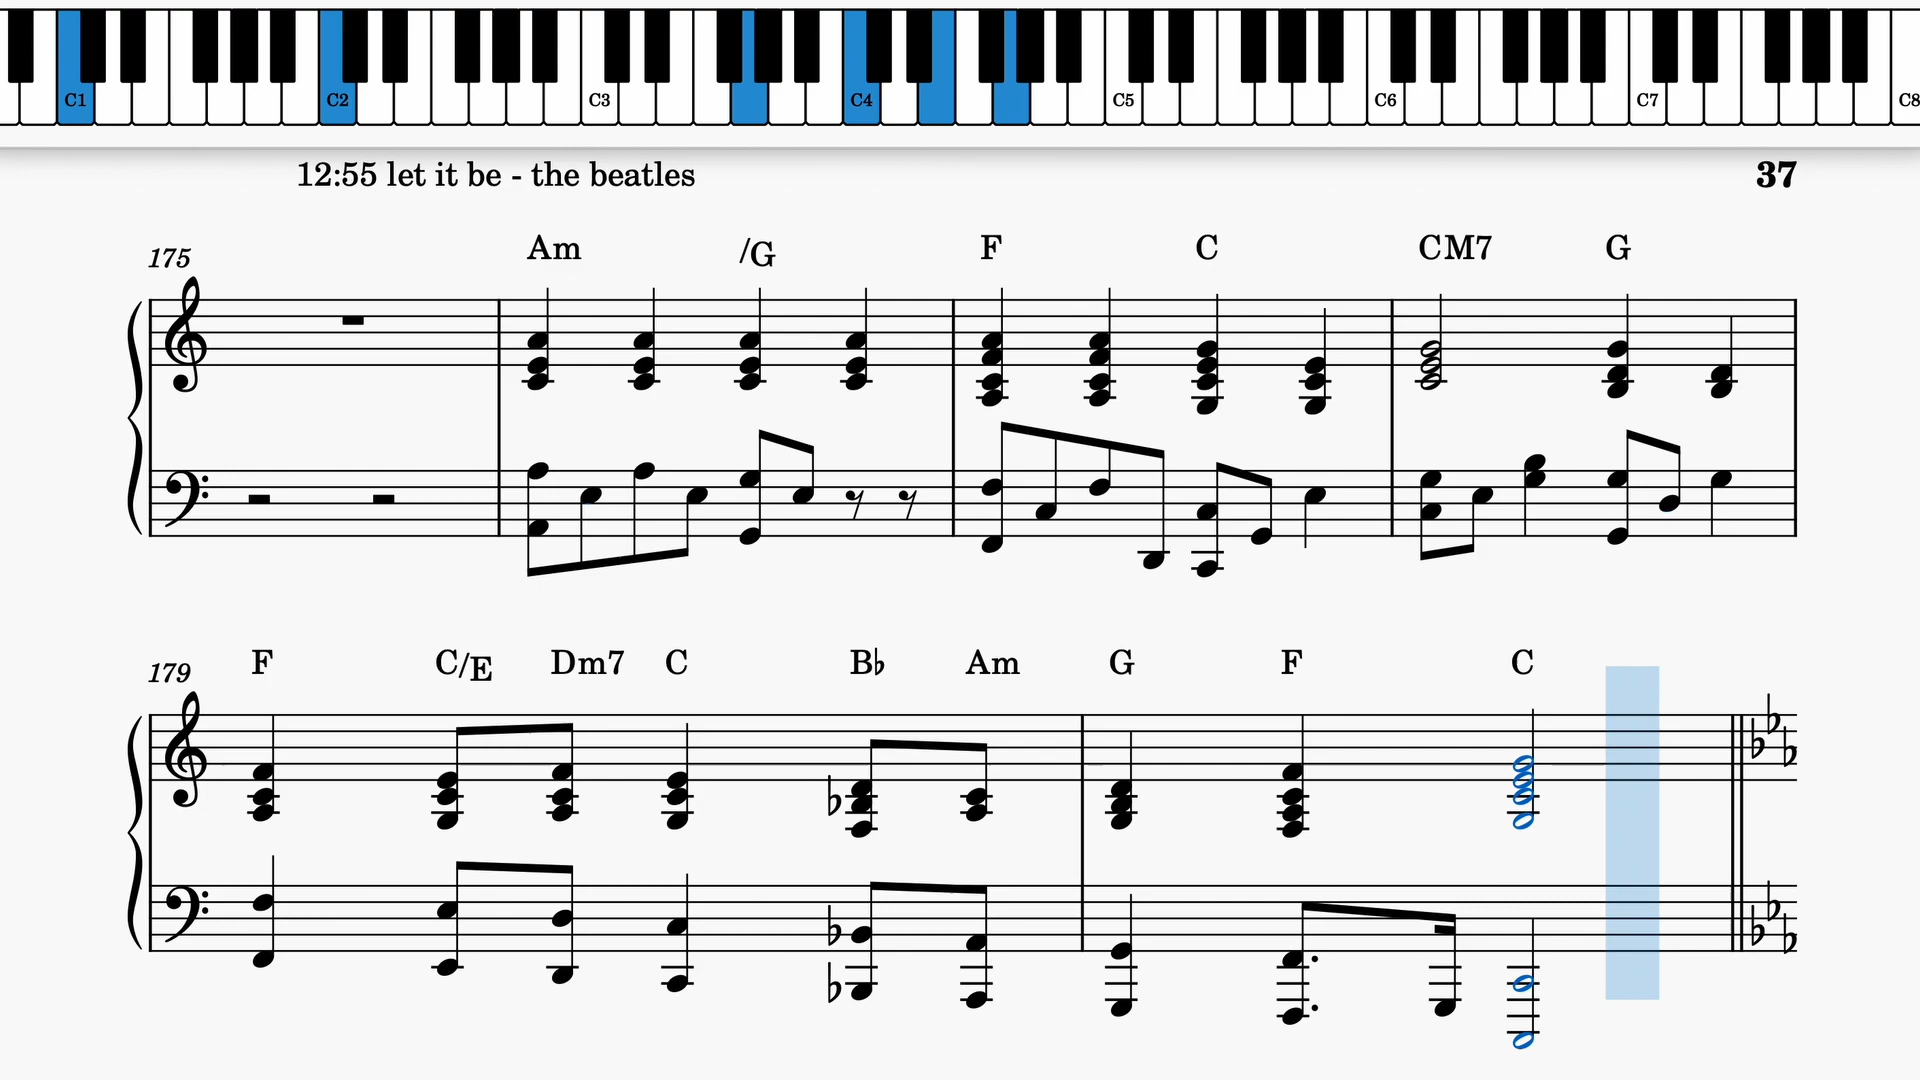 C1 C2 C3 C4 C5 C6 C7 C8
12:55 let it be - the beatles 37
175 Am /G F C CM7 G
179 F C/E Dm7 C B♭ Am G F C